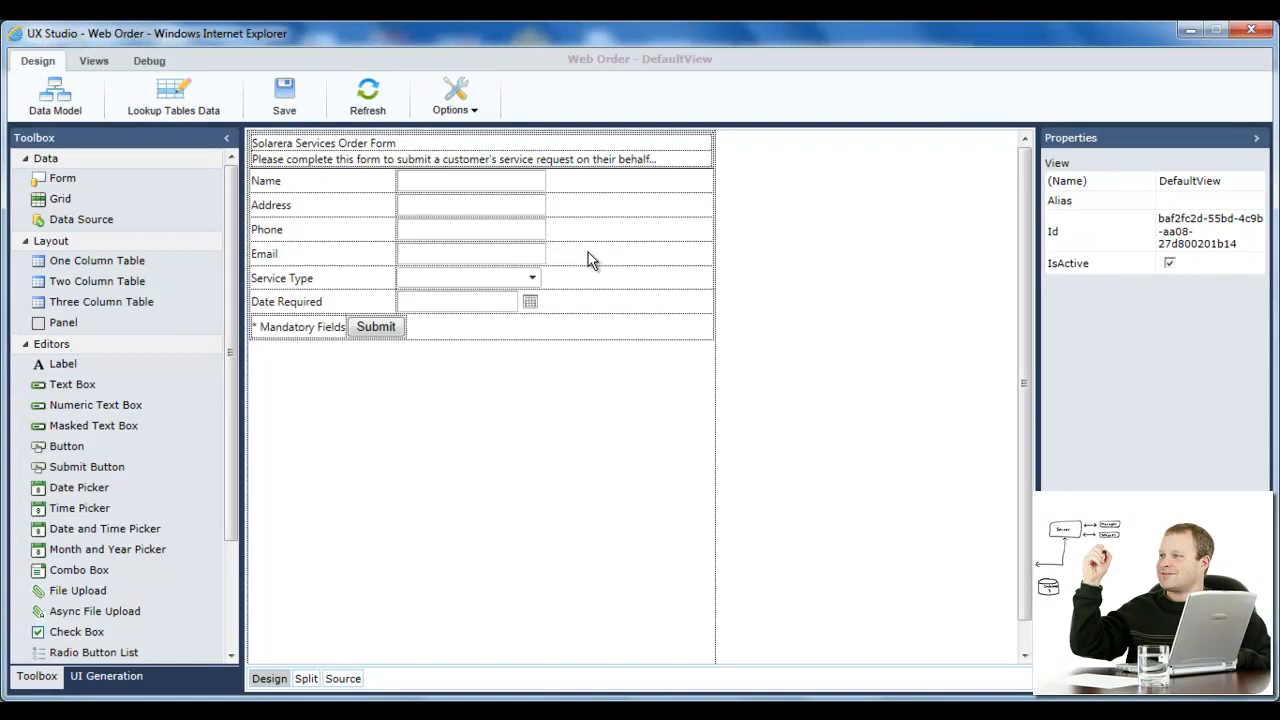 UX Studio - Web Order - Windows Internet Explorer
Design Views Debug
Web Order - DefaultView
Data Model
Lookup Tables Data
Save
Refresh
Options
Toolbox
Data
Form
Grid
Data Source
Layout
One Column Table
Two Column Table
Three Column Table
Panel
Editors
Label
Text Box
Numeric Text Box
Masked Text Box
Button
Submit Button
Date Picker
Time Picker
Date and Time Picker
Month and Year Picker
Combo Box
File Upload
Async File Upload
Check Box
Radio Button List
Toolbox UI Generation
Solarera Services Order Form
Please complete this form to submit a customer's service request on their behalf...
Name
Address
Phone
Email
Service Type
Date Required
* Mandatory Fields Submit
Design Split Source
Properties
View
(Name) DefaultView
Alias
Id baf2fc2d-55bd-4c9b
-aa08-
27d800201b14
IsActive